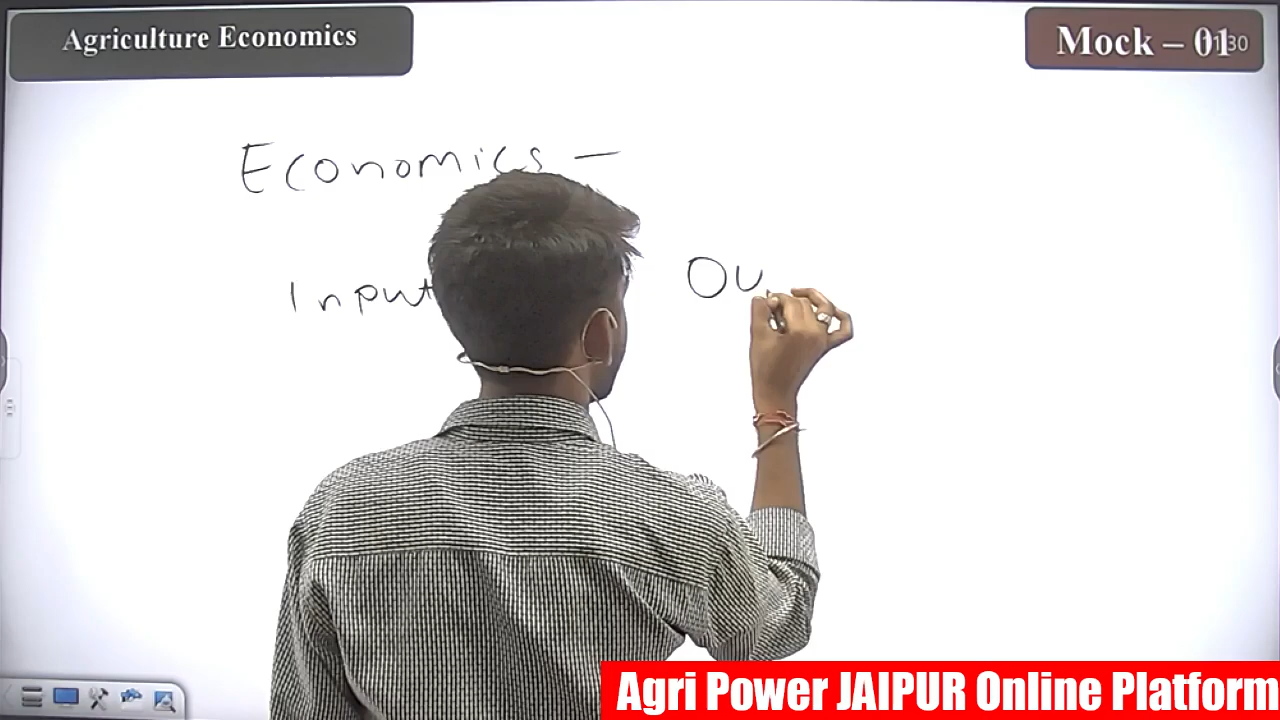 Agriculture Economics
Mock – 01
Economics –
Input
Ou
Agri Power JAIPUR Online Platform